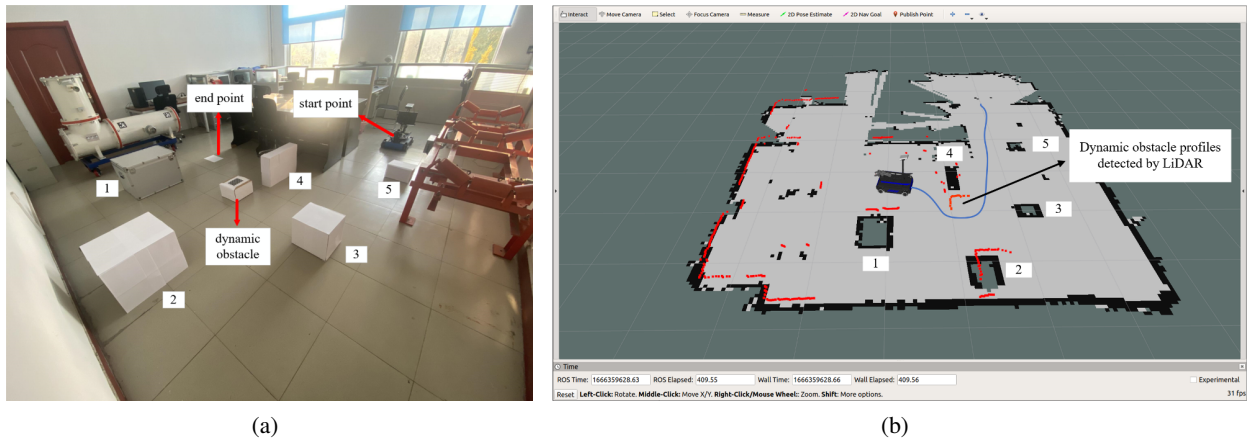 end point
start point
1
4
5
dynamic
obstacle
3
2
(a)
Interact Move Camera Select Focus Camera Measure 2D Pose Estimate 2D Nav Goal Publish Point
4
5
Dynamic obstacle profiles
detected by LiDAR
3
1
2
Time
ROS Time: 1666359628.63 ROS Elapsed: 409.55 Wall Time: 1666359628.66 Wall Elapsed: 409.56 Experimental
Reset Left-Click: Rotate. Middle-Click: Move X/Y. Right-Click/Mouse Wheel:: Zoom. Shift: More options. 31 fps
(b)